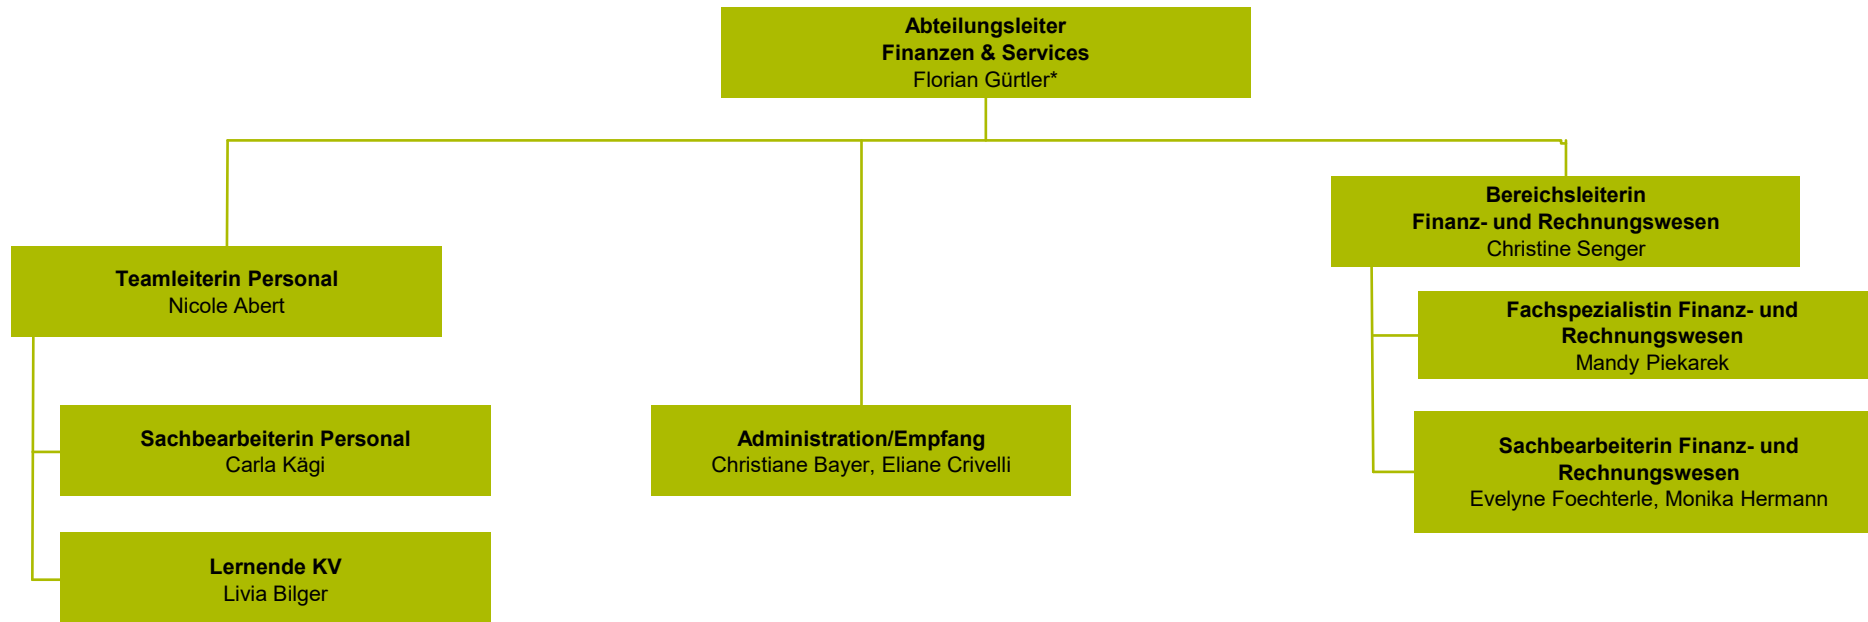 Abteilungsleiter
Finanzen & Services
Florian Gürtler*
Teamleiterin Personal
Nicole Abert
Sachbearbeiterin Personal
Carla Kägi
Lernende KV
Livia Bilger
Administration/Empfang
Christiane Bayer, Eliane Crivelli
Bereichsleiterin
Finanz- und Rechnungswesen
Christine Senger
Fachspezialistin Finanz- und
Rechnungswesen
Mandy Piekarek
Sachbearbeiterin Finanz- und
Rechnungswesen
Evelyne Foechterle, Monika Hermann